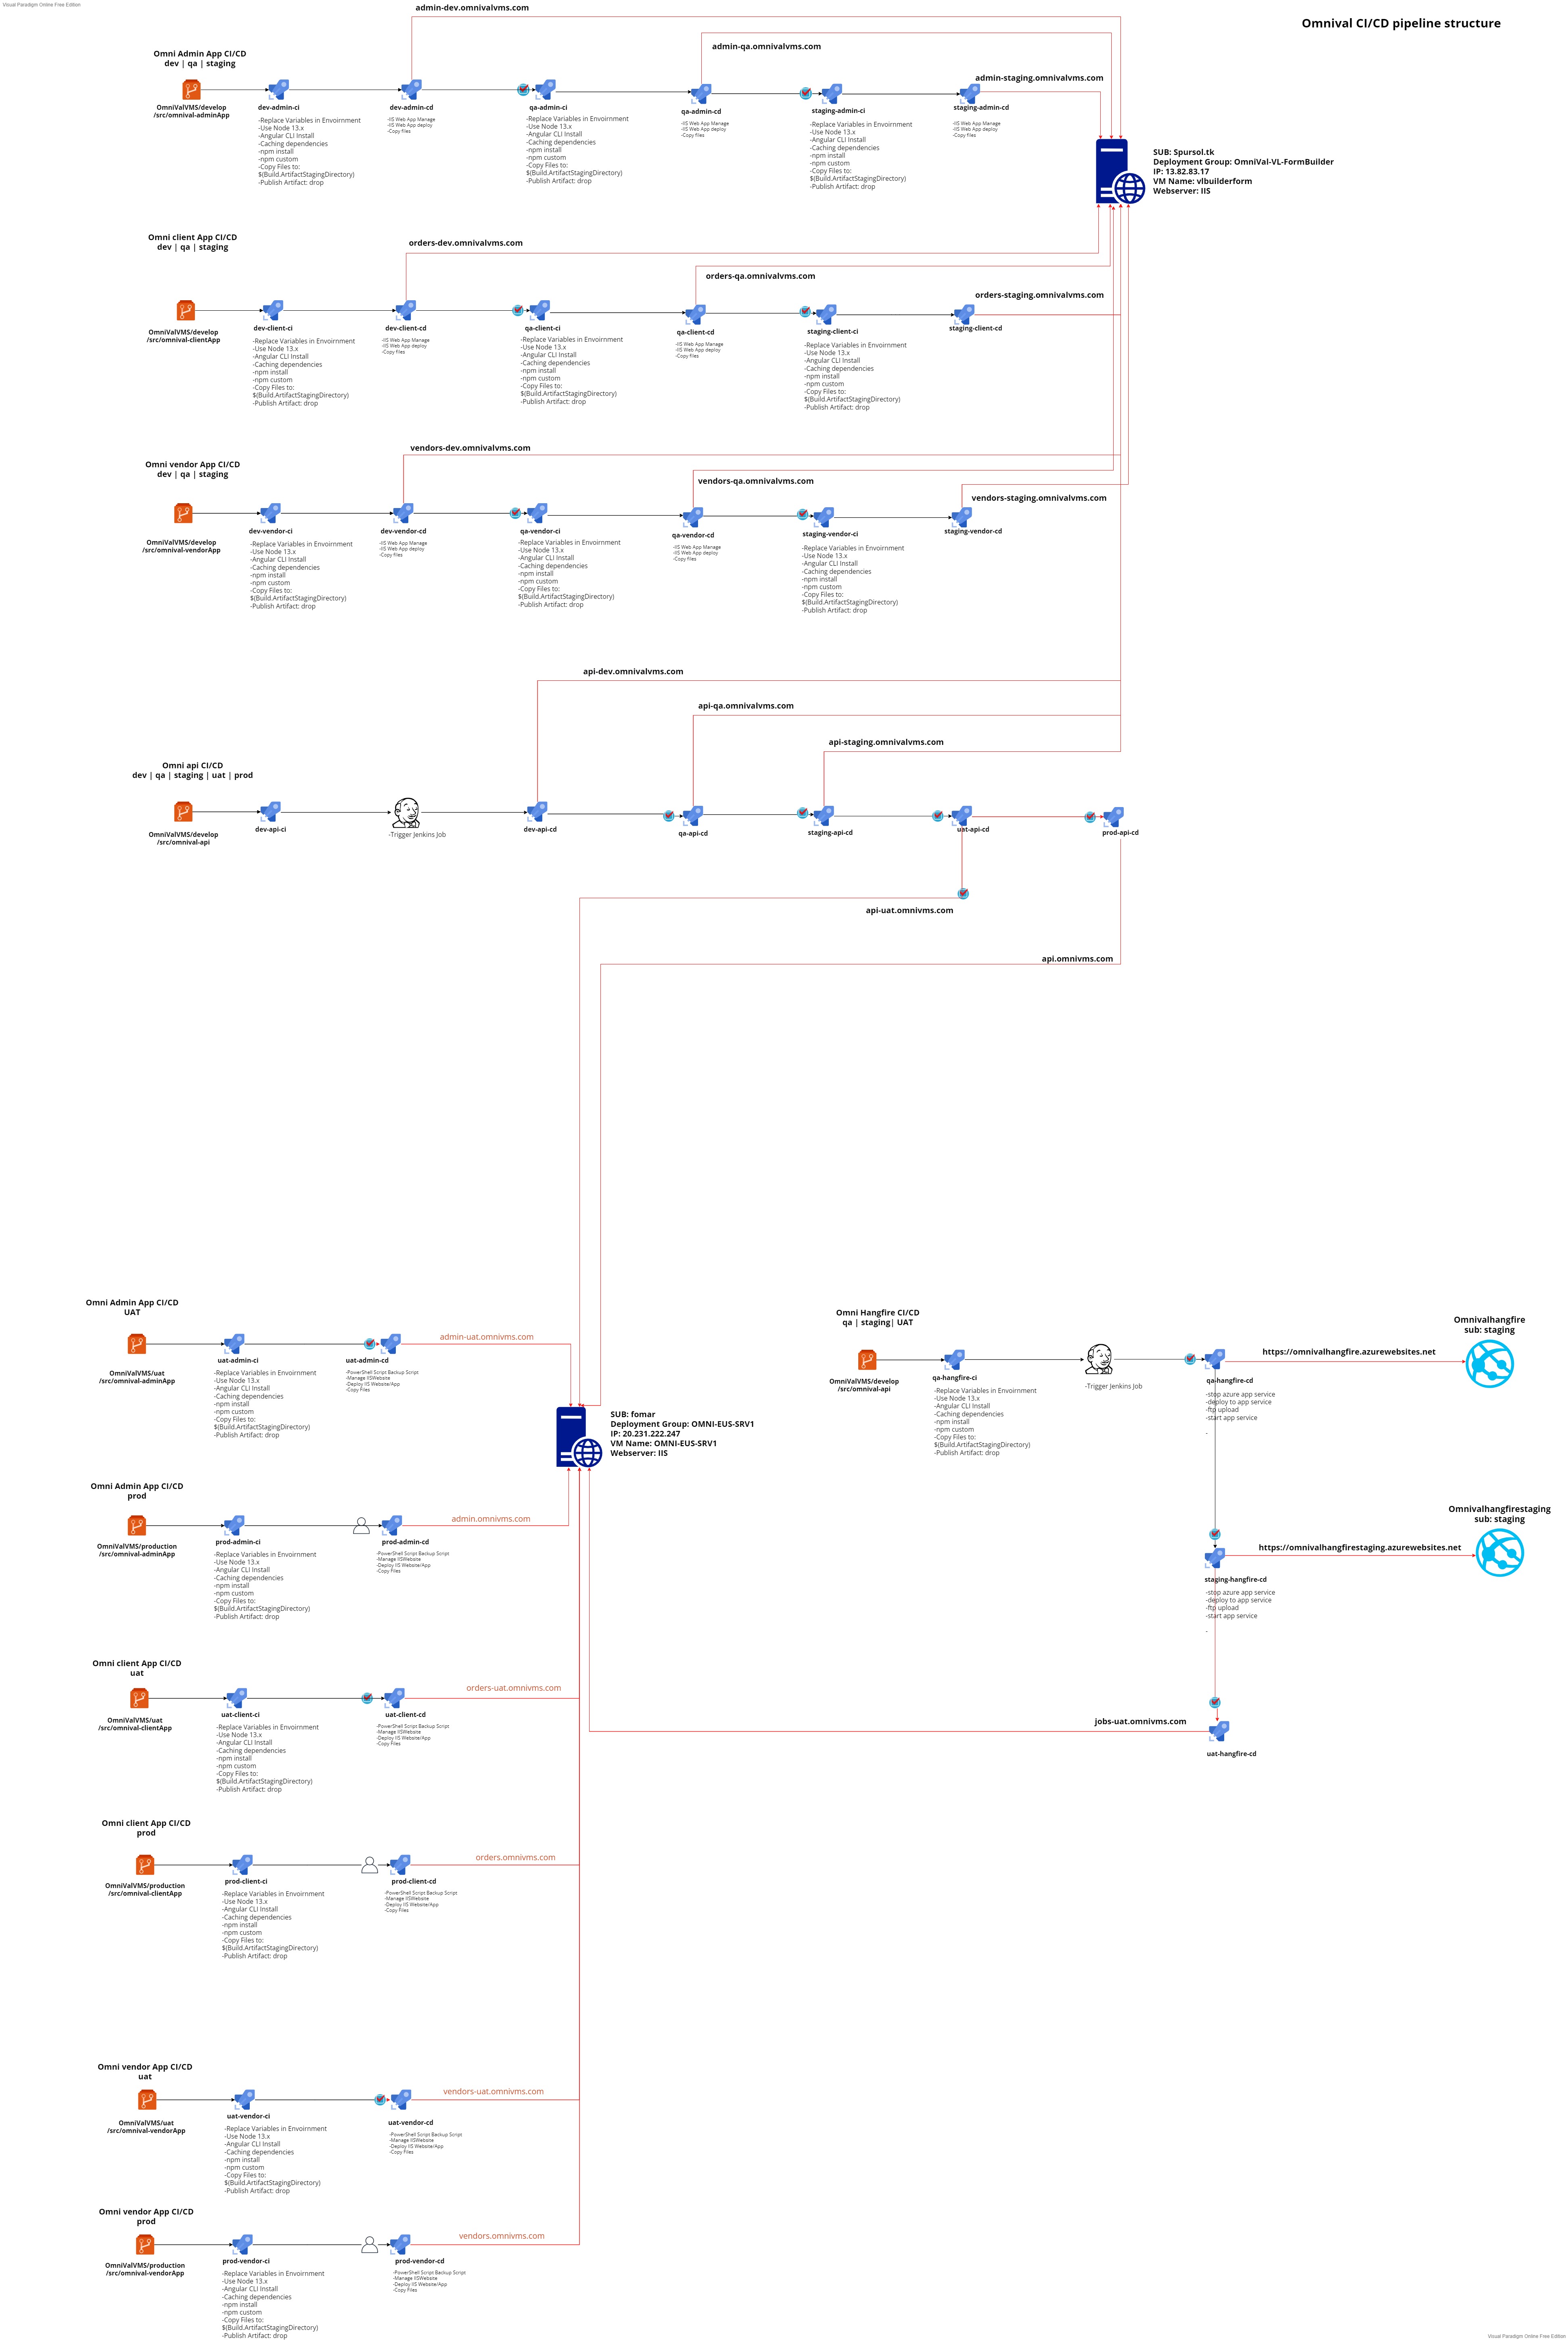 Visual Paradigm Online Free Edition
Omnival CI/CD pipeline structure
admin-dev.omnivalvms.com
admin-qa.omnivalvms.com
admin-staging.omnivalvms.com
Omni Admin App CI/CD
dev | qa | staging
OmniValVMS/develop
/src/omnival-adminApp
dev-admin-ci
-Replace Variables in Envoirnment
-Use Node 13.x
-Angular CLI Install
-Caching dependencies
-npm install
-npm custom
-Copy Files to:
$(Build.ArtifactStagingDirectory)
-Publish Artifact: drop
dev-admin-cd
-IIS Web App Manage
-IIS Web App deploy
-Copy files
qa-admin-ci
-Replace Variables in Envoirnment
-Use Node 13.x
-Angular CLI Install
-Caching dependencies
-npm install
-npm custom
-Copy Files to:
$(Build.ArtifactStagingDirectory)
-Publish Artifact: drop
qa-admin-cd
-IIS Web App Manage
-IIS Web App deploy
-Copy files
staging-admin-ci
-Replace Variables in Envoirnment
-Use Node 13.x
-Angular CLI Install
-Caching dependencies
-npm install
-npm custom
-Copy Files to:
$(Build.ArtifactStagingDirectory)
-Publish Artifact: drop
staging-admin-cd
-IIS Web App Manage
-IIS Web App deploy
-Copy files
SUB: Spursol.tk
Deployment Group: OmniVal-VL-FormBuilder
IP: 13.82.83.17
VM Name: vlbuilderform
Webserver: IIS
Omni client App CI/CD
dev | qa | staging
orders-dev.omnivalvms.com
orders-qa.omnivalvms.com
orders-staging.omnivalvms.com
OmniValVMS/develop
/src/omnival-clientApp
dev-client-ci
-Replace Variables in Envoirnment
-Use Node 13.x
-Angular CLI Install
-Caching dependencies
-npm install
-npm custom
-Copy Files to:
$(Build.ArtifactStagingDirectory)
-Publish Artifact: drop
dev-client-cd
-IIS Web App Manage
-IIS Web App deploy
-Copy files
qa-client-ci
-Replace Variables in Envoirnment
-Use Node 13.x
-Angular CLI Install
-Caching dependencies
-npm install
-npm custom
-Copy Files to:
$(Build.ArtifactStagingDirectory)
-Publish Artifact: drop
qa-client-cd
-IIS Web App Manage
-IIS Web App deploy
-Copy files
staging-client-ci
-Replace Variables in Envoirnment
-Use Node 13.x
-Angular CLI Install
-Caching dependencies
-npm install
-npm custom
-Copy Files to:
$(Build.ArtifactStagingDirectory)
-Publish Artifact: drop
staging-client-cd
Omni vendor App CI/CD
dev | qa | staging
vendors-dev.omnivalvms.com
vendors-qa.omnivalvms.com
vendors-staging.omnivalvms.com
OmniValVMS/develop
/src/omnival-vendorApp
dev-vendor-ci
-Replace Variables in Envoirnment
-Use Node 13.x
-Angular CLI Install
-Caching dependencies
-npm install
-npm custom
-Copy Files to:
$(Build.ArtifactStagingDirectory)
-Publish Artifact: drop
dev-vendor-cd
-IIS Web App Manage
-IIS Web App deploy
-Copy files
qa-vendor-ci
-Replace Variables in Envoirnment
-Use Node 13.x
-Angular CLI Install
-Caching dependencies
-npm install
-npm custom
-Copy Files to:
$(Build.ArtifactStagingDirectory)
-Publish Artifact: drop
qa-vendor-cd
-IIS Web App Manage
-IIS Web App deploy
-Copy files
staging-vendor-ci
-Replace Variables in Envoirnment
-Use Node 13.x
-Angular CLI Install
-Caching dependencies
-npm install
-npm custom
-Copy Files to:
$(Build.ArtifactStagingDirectory)
-Publish Artifact: drop
staging-vendor-cd
api-dev.omnivalvms.com
api-qa.omnivalvms.com
api-staging.omnivalvms.com
Omni api CI/CD
dev | qa | staging | uat | prod
OmniValVMS/develop
/src/omnival-api
dev-api-ci
-Trigger Jenkins Job
dev-api-cd
qa-api-cd
staging-api-cd
uat-api-cd
prod-api-cd
api-uat.omnivms.com
api.omnivms.com
Omni Admin App CI/CD
UAT
OmniValVMS/uat
/src/omnival-adminApp
uat-admin-ci
-Replace Variables in Envoirnment
-Use Node 13.x
-Angular CLI Install
-Caching dependencies
-npm install
-npm custom
-Copy Files to:
$(Build.ArtifactStagingDirectory)
-Publish Artifact: drop
uat-admin-cd
-PowerShell Script Backup Script
-Manage IISWebsite
-Deploy IIS Website/App
-Copy Files
admin-uat.omnivms.com
SUB: fomar
Deployment Group: OMNI-EUS-SRV1
IP: 20.231.222.247
VM Name: OMNI-EUS-SRV1
Webserver: IIS
Omni Hangfire CI/CD
qa | staging| UAT
OmniValVMS/develop
/src/omnival-api
qa-hangfire-ci
-Replace Variables in Envoirnment
-Use Node 13.x
-Angular CLI Install
-Caching dependencies
-npm install
-npm custom
-Copy Files to:
$(Build.ArtifactStagingDirectory)
-Publish Artifact: drop
-Trigger Jenkins Job
qa-hangfire-cd
-stop azure app service
-deploy to app service
-ftp upload
-start app service
-
https://omnivalhangfire.azurewebsites.net
Omnivalhangfire
sub: staging
Omni Admin App CI/CD
prod
OmniValVMS/production
/src/omnival-adminApp
prod-admin-ci
-Replace Variables in Envoirnment
-Use Node 13.x
-Angular CLI Install
-Caching dependencies
-npm install
-npm custom
-Copy Files to:
$(Build.ArtifactStagingDirectory)
-Publish Artifact: drop
prod-admin-cd
-PowerShell Script Backup Script
-Manage IISWebsite
-Deploy IIS Website/App
-Copy Files
admin.omnivms.com
Omnivalhangfirestaging
sub: staging
https://omnivalhangfirestaging.azurewebsites.net
staging-hangfire-cd
-stop azure app service
-deploy to app service
-ftp upload
-start app service
-
Omni client App CI/CD
uat
OmniValVMS/uat
/src/omnival-clientApp
uat-client-ci
-Replace Variables in Envoirnment
-Use Node 13.x
-Angular CLI Install
-Caching dependencies
-npm install
-npm custom
-Copy Files to:
$(Build.ArtifactStagingDirectory)
-Publish Artifact: drop
uat-client-cd
-PowerShell Script Backup Script
-Manage IISWebsite
-Deploy IIS Website/App
-Copy Files
orders-uat.omnivms.com
jobs-uat.omnivms.com
uat-hangfire-cd
Omni client App CI/CD
prod
OmniValVMS/production
/src/omnival-clientApp
prod-client-ci
-Replace Variables in Envoirnment
-Use Node 13.x
-Angular CLI Install
-Caching dependencies
-npm install
-npm custom
-Copy Files to:
$(Build.ArtifactStagingDirectory)
-Publish Artifact: drop
prod-client-cd
-PowerShell Script Backup Script
-Manage IISWebsite
-Deploy IIS Website/App
-Copy Files
orders.omnivms.com
Omni vendor App CI/CD
uat
OmniValVMS/uat
/src/omnival-vendorApp
uat-vendor-ci
-Replace Variables in Envoirnment
-Use Node 13.x
-Angular CLI Install
-Caching dependencies
-npm install
-npm custom
-Copy Files to:
$(Build.ArtifactStagingDirectory)
-Publish Artifact: drop
uat-vendor-cd
-PowerShell Script Backup Script
-Manage IISWebsite
-Deploy IIS Website/App
-Copy Files
vendors-uat.omnivms.com
Omni vendor App CI/CD
prod
OmniValVMS/production
/src/omnival-vendorApp
prod-vendor-ci
-Replace Variables in Envoirnment
-Use Node 13.x
-Angular CLI Install
-Caching dependencies
-npm install
-npm custom
-Copy Files to:
$(Build.ArtifactStagingDirectory)
-Publish Artifact: drop
prod-vendor-cd
-PowerShell Script Backup Script
-Manage IISWebsite
-Deploy IIS Website/App
-Copy Files
vendors.omnivms.com
Visual Paradigm Online Free Edition